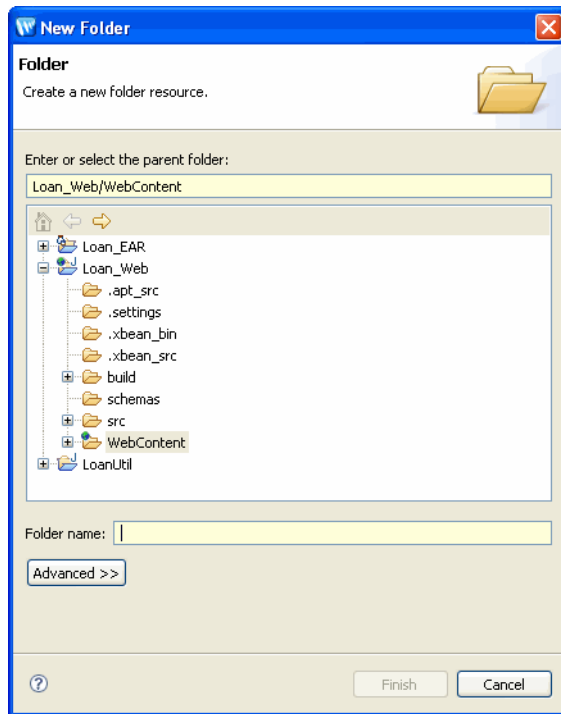 New Folder
Folder
Create a new folder resource.
Enter or select the parent folder:
Loan_Web/WebContent
Loan_EAR
Loan_Web
.apt_src
.settings
.xbean_bin
.xbean_src
build
schemas
src
WebContent
LoanUtil
Folder name:
Advanced >>
Finish Cancel